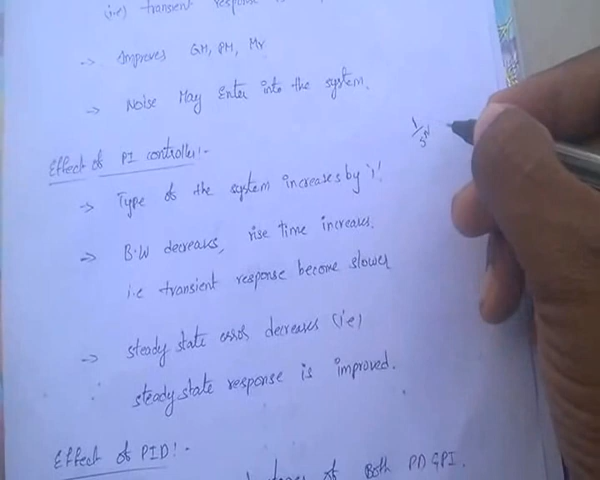 (i.e) transient response
-> Improves GM, PM, Mr
-> Noise May Enter into the system.
1/s^N
Effect of PI controller:-
-> Type of the system increases by '1'.
-> B.W decreases, rise time increases.
i.e transient response become slower
-> steady state error decreases (i.e)
steady state response is improved.
Effect of PID:-
of Both PD & PI.